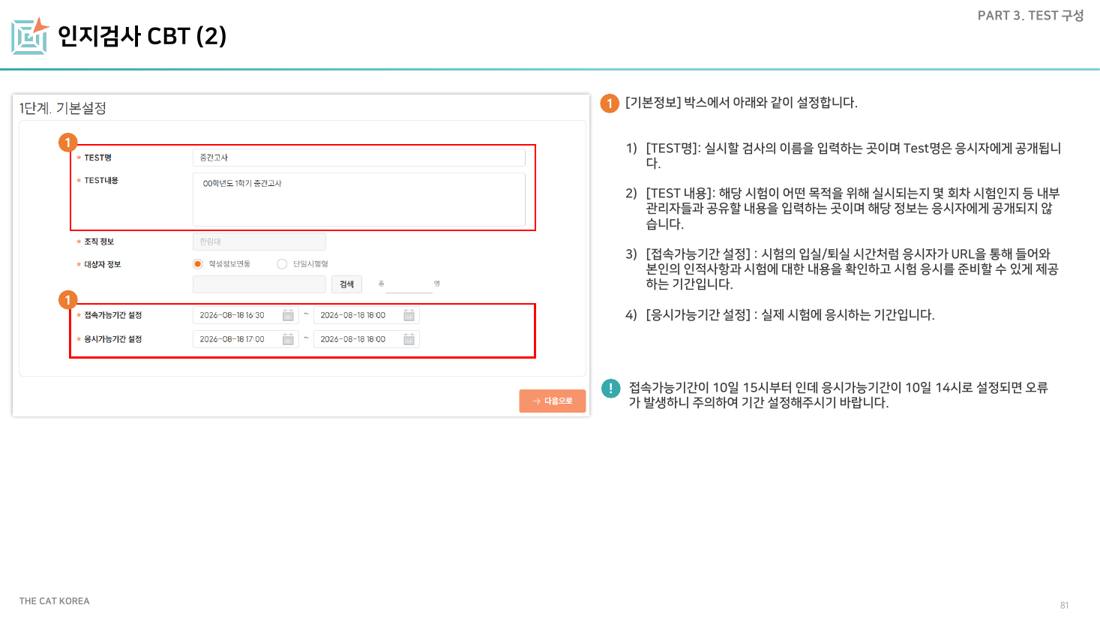 PART 3. TEST 구성
인지검사 CBT (2)
1단계. 기본설정
1
* TEST명
중간고사
* TEST내용
00학년도 1학기 중간고사
* 조직 정보
한림대
* 대상자 정보
학생정보연동
단일시행형
검색
총
명
1
* 접속가능기간 설정
2026-08-18 16:30
~
2026-08-18 18:00
* 응시가능기간 설정
2026-08-18 17:00
~
2026-08-18 18:00
→ 다음으로
1 [기본정보] 박스에서 아래와 같이 설정합니다.
1) [TEST명]: 실시할 검사의 이름을 입력하는 곳이며 Test명은 응시자에게 공개됩니
다.
2) [TEST 내용]: 해당 시험이 어떤 목적을 위해 실시되는지 몇 회차 시험인지 등 내부
관리자들과 공유할 내용을 입력하는 곳이며 해당 정보는 응시자에게 공개되지 않
습니다.
3) [접속가능기간 설정] : 시험의 입실/퇴실 시간처럼 응시자가 URL을 통해 들어와
본인의 인적사항과 시험에 대한 내용을 확인하고 시험 응시를 준비할 수 있게 제공
하는 기간입니다.
4) [응시가능기간 설정] : 실제 시험에 응시하는 기간입니다.
! 접속가능기간이 10일 15시부터 인데 응시가능기간이 10일 14시로 설정되면 오류
가 발생하니 주의하여 기간 설정해주시기 바랍니다.
THE CAT KOREA
81